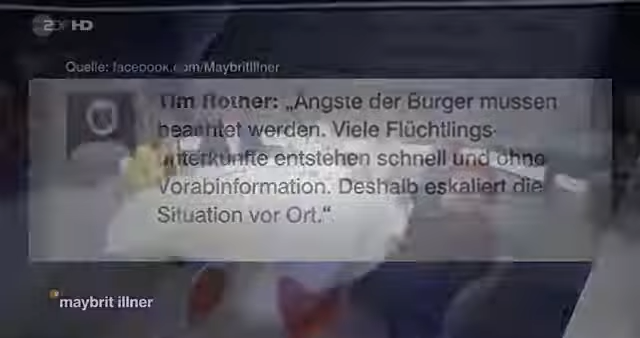 ZDF HD
Quelle: facebook.com/MaybritIllner
Tim Rother: „Ängste der Bürger müssen
beachtet werden. Viele Flüchtlings-
unterkünfte entstehen schnell und ohne
Vorabinformation. Deshalb eskaliert die
Situation vor Ort.“
maybrit illner